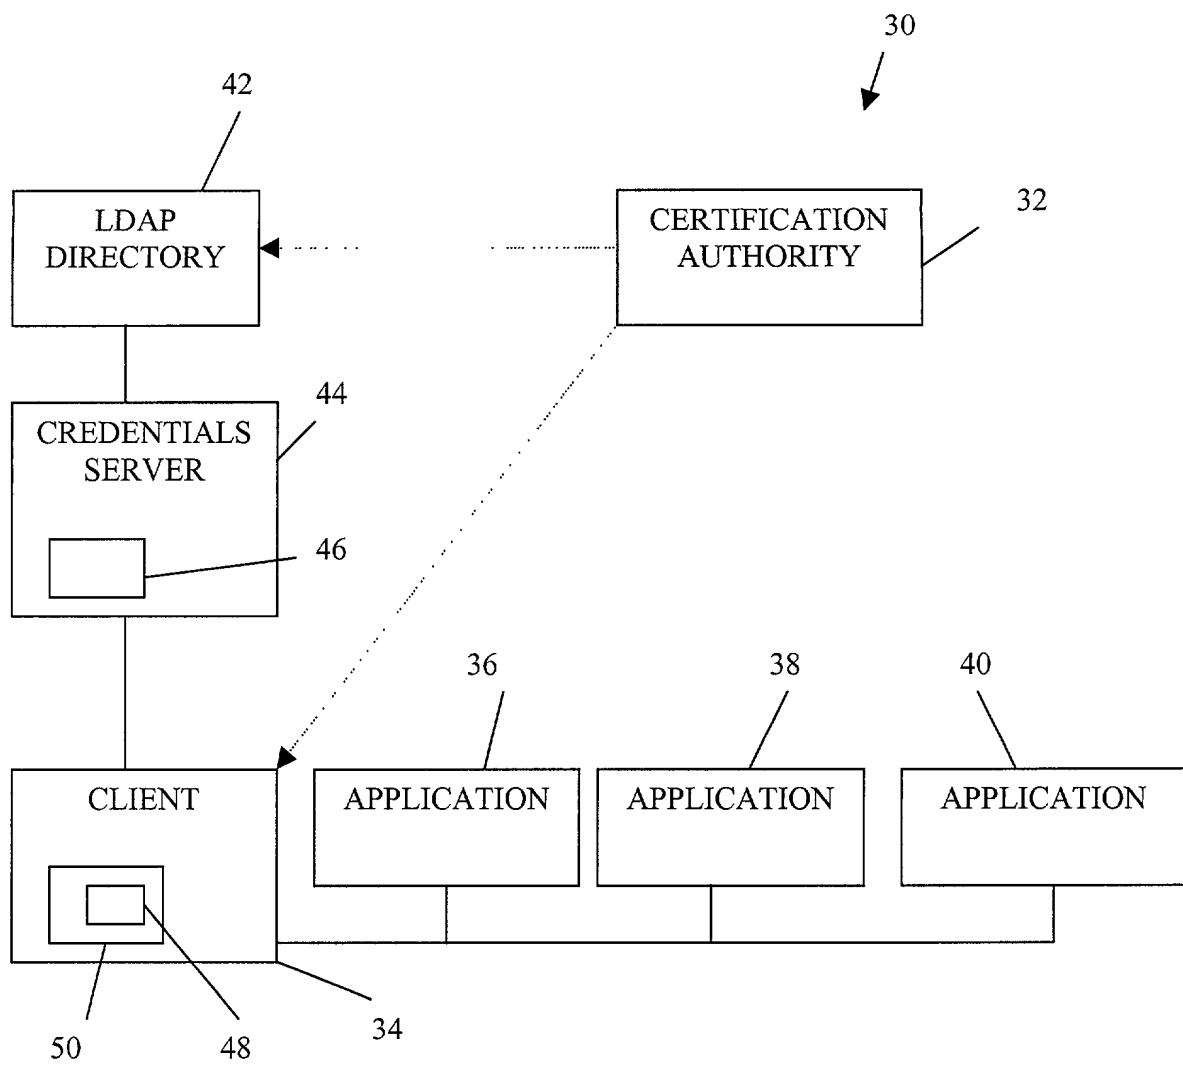 30
42
LDAP
DIRECTORY
CERTIFICATION
AUTHORITY
32
44
CREDENTIALS
SERVER
46
36
38
40
CLIENT
APPLICATION
APPLICATION
APPLICATION
34
50
48